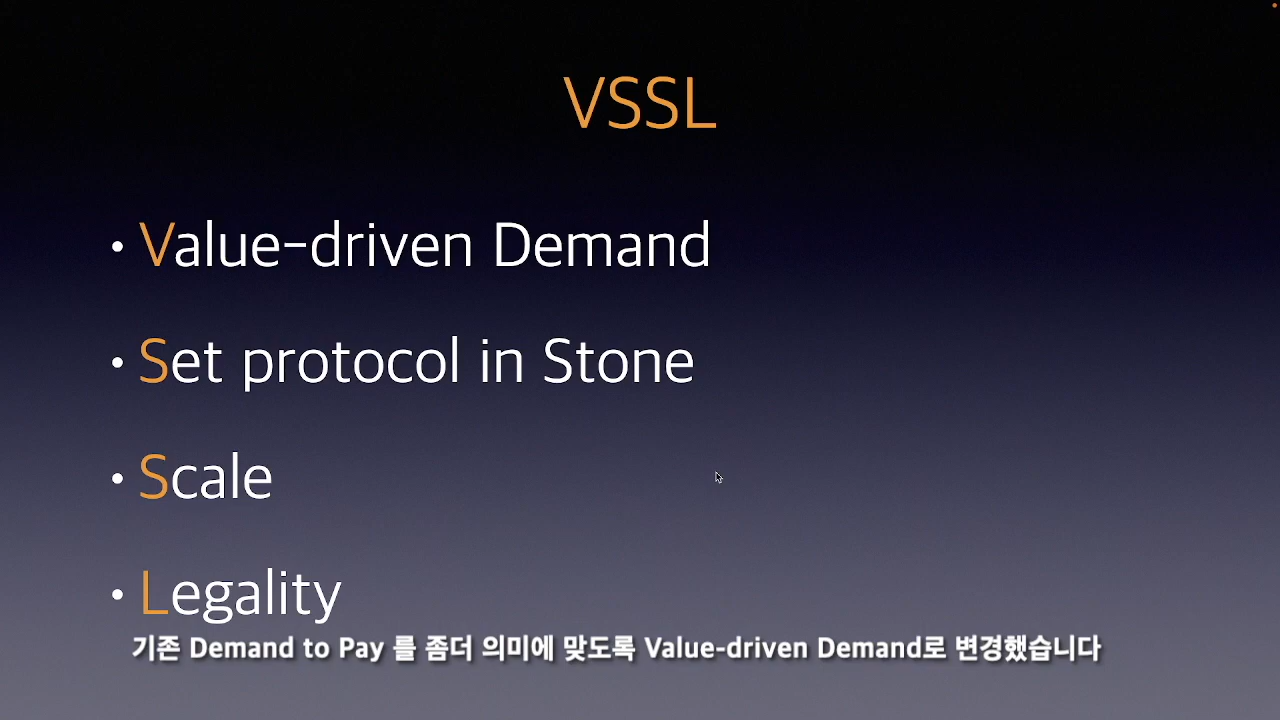 VSSL
• Value-driven Demand
• Set protocol in Stone
• Scale
• Legality
기존 Demand to Pay 를 좀더 의미에 맞도록 Value-driven Demand로 변경했습니다